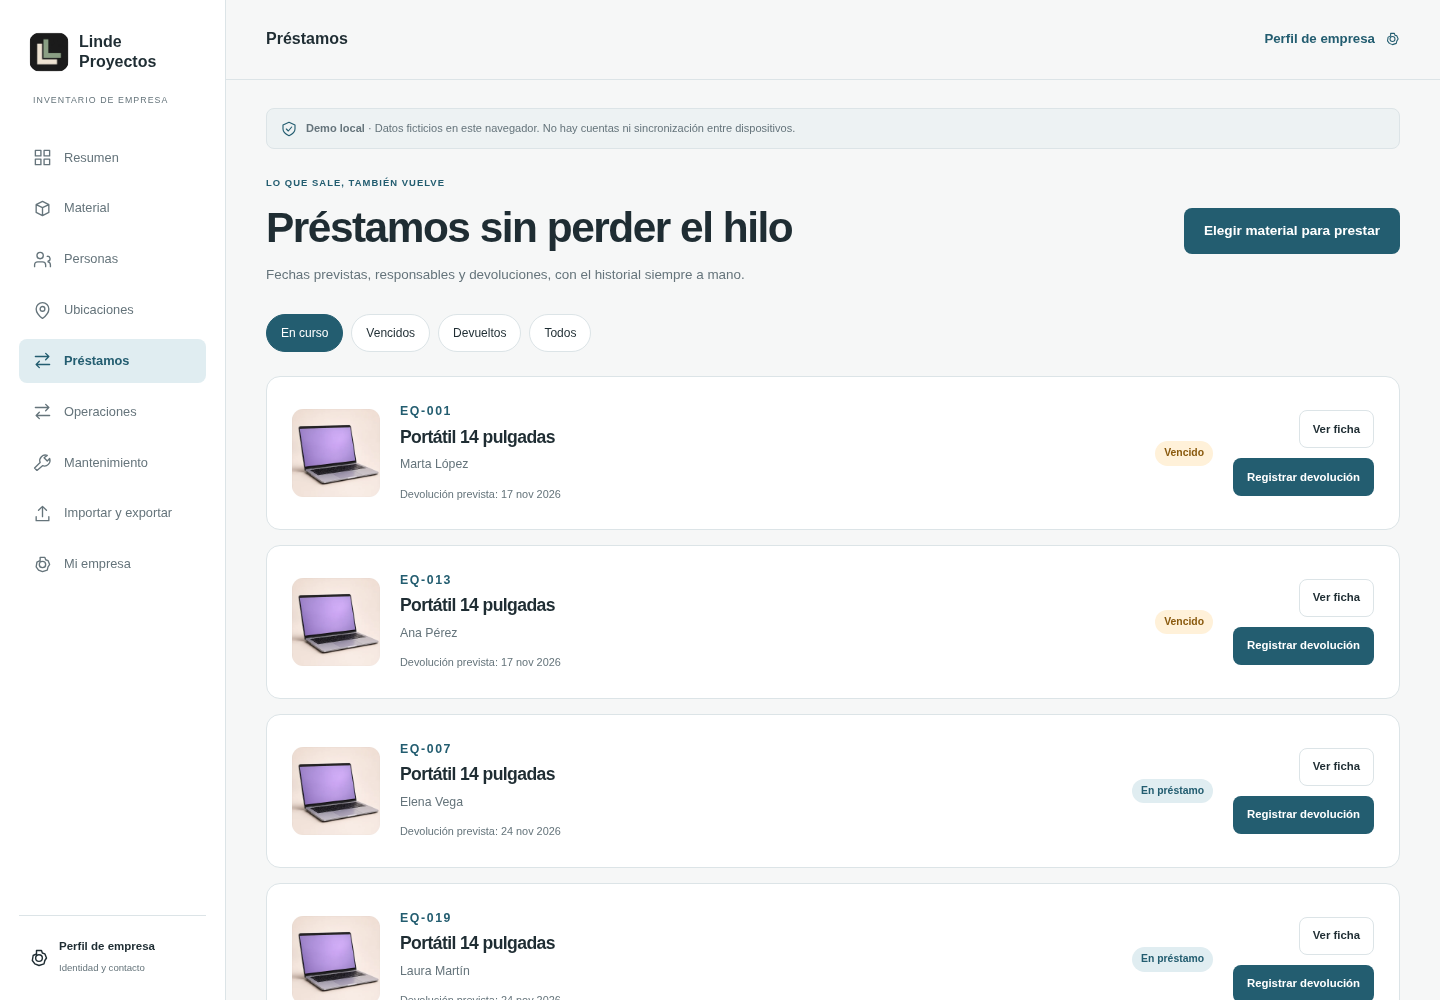 Linde
Proyectos
INVENTARIO DE EMPRESA
Resumen
Material
Personas
Ubicaciones
Préstamos
Operaciones
Mantenimiento
Importar y exportar
Mi empresa
Perfil de empresa
Identidad y contacto
Préstamos
Perfil de empresa
Demo local · Datos ficticios en este navegador. No hay cuentas ni sincronización entre dispositivos.
LO QUE SALE, TAMBIÉN VUELVE
Préstamos sin perder el hilo
Elegir material para prestar
Fechas previstas, responsables y devoluciones, con el historial siempre a mano.
En curso
Vencidos
Devueltos
Todos
EQ-001
Portátil 14 pulgadas
Marta López
Devolución prevista: 17 nov 2026
Vencido
Ver ficha
Registrar devolución
EQ-013
Portátil 14 pulgadas
Ana Pérez
Devolución prevista: 17 nov 2026
Vencido
Ver ficha
Registrar devolución
EQ-007
Portátil 14 pulgadas
Elena Vega
Devolución prevista: 24 nov 2026
En préstamo
Ver ficha
Registrar devolución
EQ-019
Portátil 14 pulgadas
Laura Martín
Devolución prevista: 24 nov 2026
En préstamo
Ver ficha
Registrar devolución